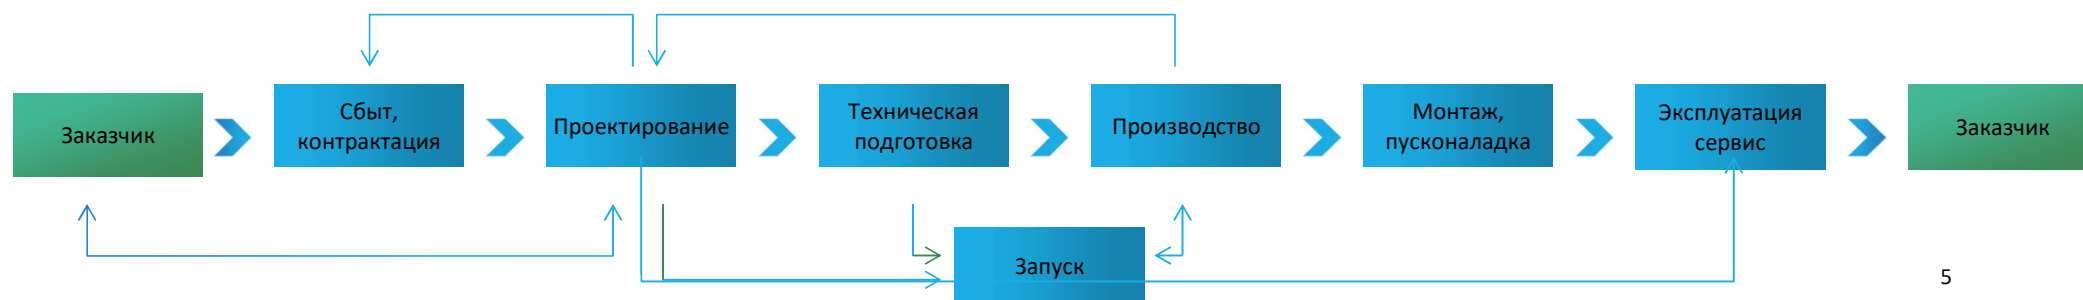 Заказчик
Сбыт,
контрактация
Проектирование
Техническая
подготовка
Производство
Монтаж,
пусконаладка
Эксплуатация
сервис
Заказчик
Запуск
5